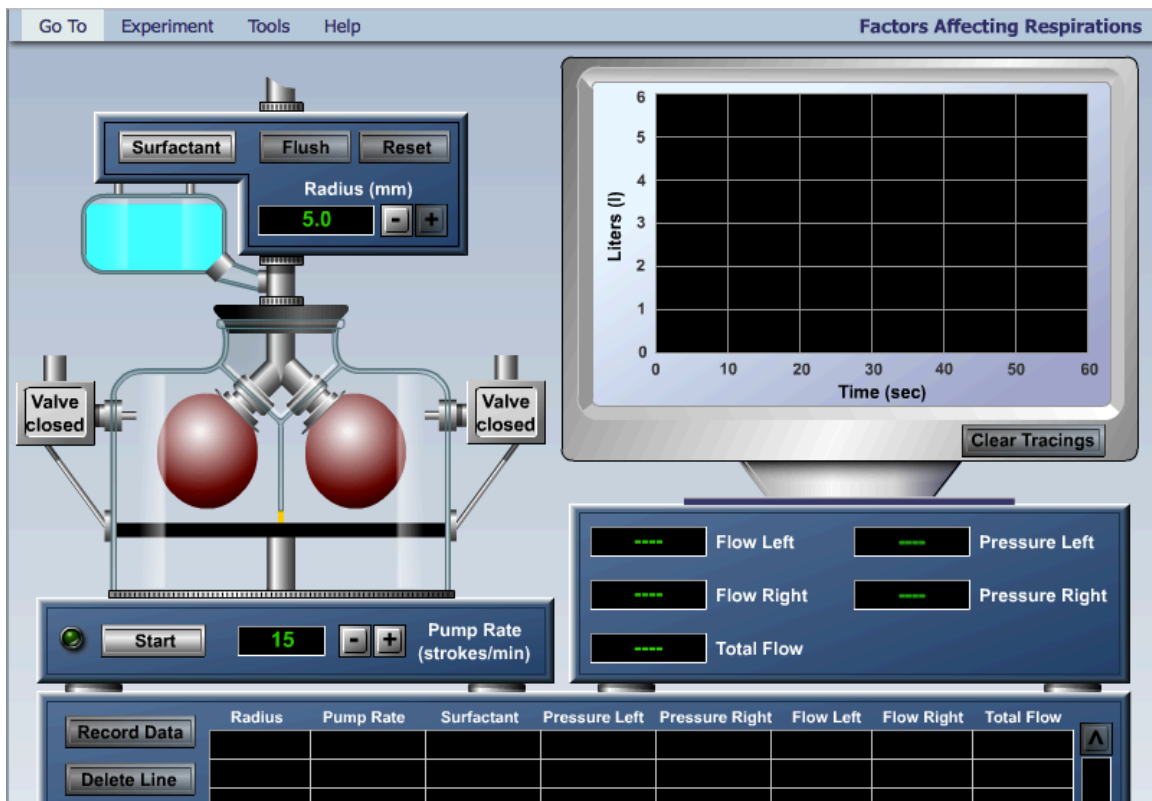 Go To Experiment Tools Help Factors Affecting Respirations
Surfactant Flush Reset
Radius (mm)
5.0 - +
Valve
closed
Valve
closed
6
5
4
3
2
1
0
Liters (l)
0 10 20 30 40 50 60
Time (sec)
Clear Tracings
---- Flow Left ---- Pressure Left
---- Flow Right ---- Pressure Right
---- Total Flow
Start 15 - + Pump Rate
(strokes/min)
Record Data
Delete Line
Radius Pump Rate Surfactant Pressure Left Pressure Right Flow Left Flow Right Total Flow